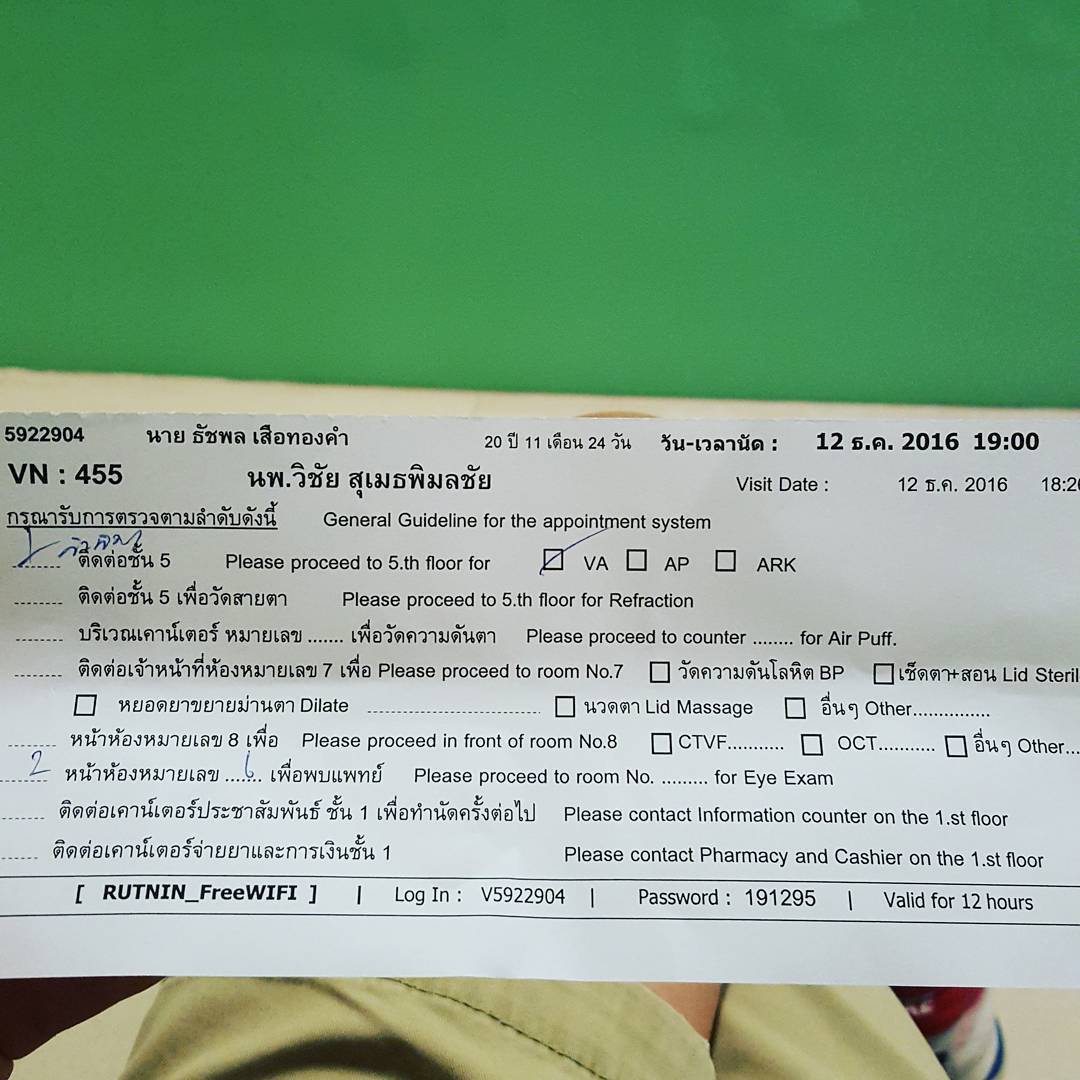 5922904 นาย ธัชพล เสือทองคำ 20 ปี 11 เดือน 24 วัน วัน-เวลานัด : 12 ธ.ค. 2016 19:00
VN : 455 นพ.วิชัย สุเมธพิมลชัย Visit Date : 12 ธ.ค. 2016
กรุณารับการตรวจตามลำดับดังนี้ General Guideline for the appointment system
........ ติดต่อชั้น 5 Please proceed to 5.th floor for VA AP ARK
........ ติดต่อชั้น 5 เพื่อวัดสายตา Please proceed to 5.th floor for Refraction
........ บริเวณเคาน์เตอร์ หมายเลข ....... เพื่อวัดความดันตา Please proceed to counter ........ for Air Puff.
........ ติดต่อเจ้าหน้าที่ห้องหมายเลข 7 เพื่อ Please proceed to room No.7 วัดความดันโลหิต BP เช็ดตา+สอน Lid Steril
หยอดยาขยายม่านตา Dilate ................................ นวดตา Lid Massage อื่นๆ Other..............
........ หน้าห้องหมายเลข 8 เพื่อ Please proceed in front of room No.8 CTVF.......... OCT.......... อื่นๆ Other...
2 หน้าห้องหมายเลข 6 เพื่อพบแพทย์ Please proceed to room No. ......... for Eye Exam
........ ติดต่อเคาน์เตอร์ประชาสัมพันธ์ ชั้น 1 เพื่อทำนัดครั้งต่อไป Please contact Information counter on the 1.st floor
...... ติดต่อเคาน์เตอร์จ่ายยาและการเงินชั้น 1 Please contact Pharmacy and Cashier on the 1.st floor
[ RUTNIN_FreeWIFI ] | Log In : V5922904 | Password : 191295 | Valid for 12 hours